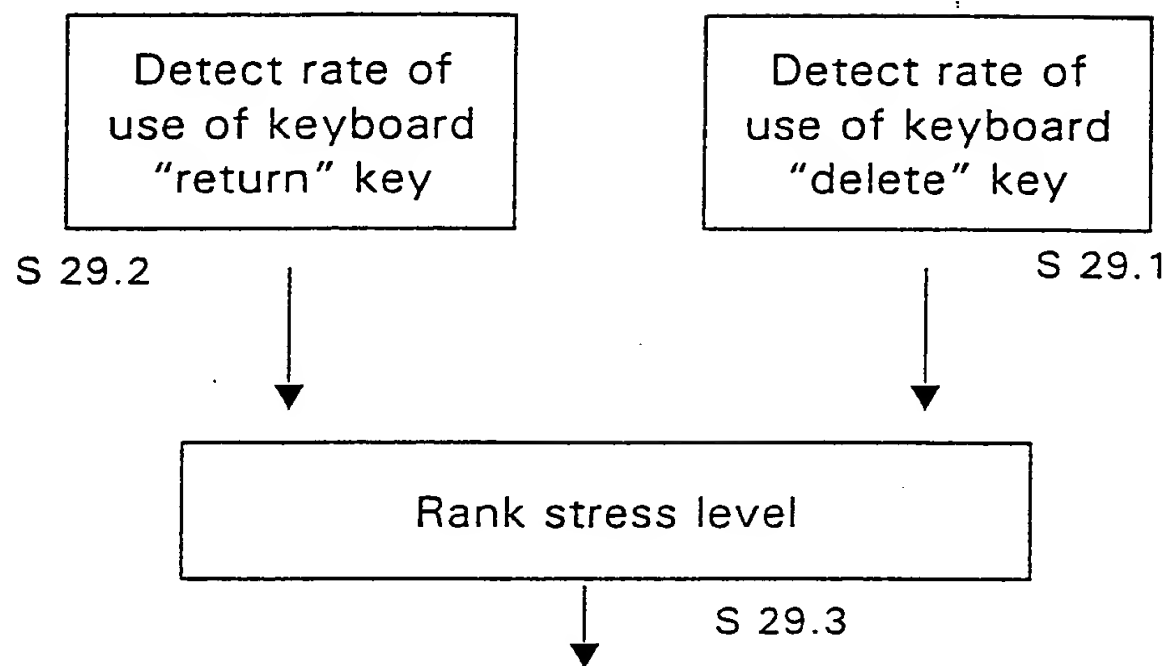 Detect rate of
use of keyboard
“return” key
Detect rate of
use of keyboard
“delete” key
S 29.2
S 29.1
Rank stress level
S 29.3